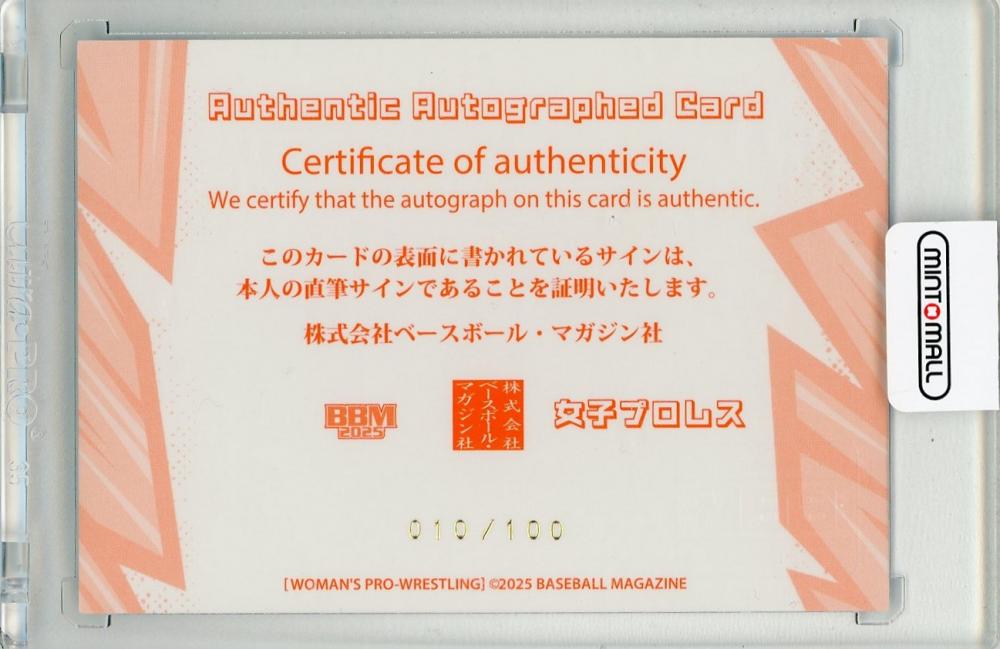 Authentic Autographed Card
Certificate of authenticity
We certify that the autograph on this card is authentic.
このカードの表面に書かれているサインは、
本人の直筆サインであることを証明いたします。
株式会社ベースボール・マガジン社
BBM
2025
株式会社
ベースボール・
マガジン社
女子プロレス
010/100
[WOMAN'S PRO-WRESTLING] ©2025 BASEBALL MAGAZINE
MINT MALL